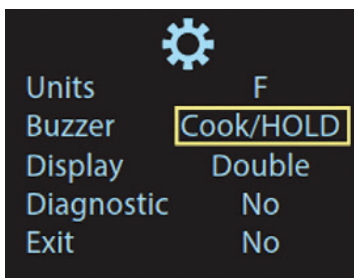 Units F
Buzzer Cook/HOLD
Display Double
Diagnostic No
Exit No